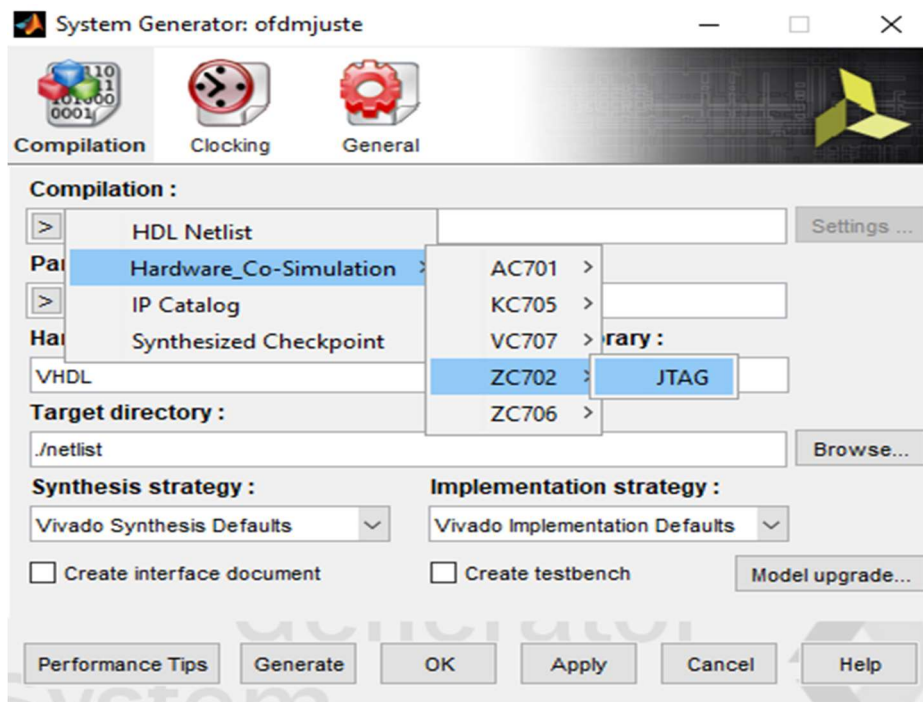 System Generator: ofdmjuste
Compilation Clocking General
Compilation :
> Settings ...
HDL Netlist
Hardware_Co-Simulation >
IP Catalog
Synthesized Checkpoint
AC701 >
KC705 >
VC707 >
ZC702 > JTAG
ZC706 >
Pa
>
Ha rary :
VHDL
Target directory :
./netlist Browse...
Synthesis strategy : Implementation strategy :
Vivado Synthesis Defaults Vivado Implementation Defaults
Create interface document Create testbench Model upgrade...
Performance Tips Generate OK Apply Cancel Help